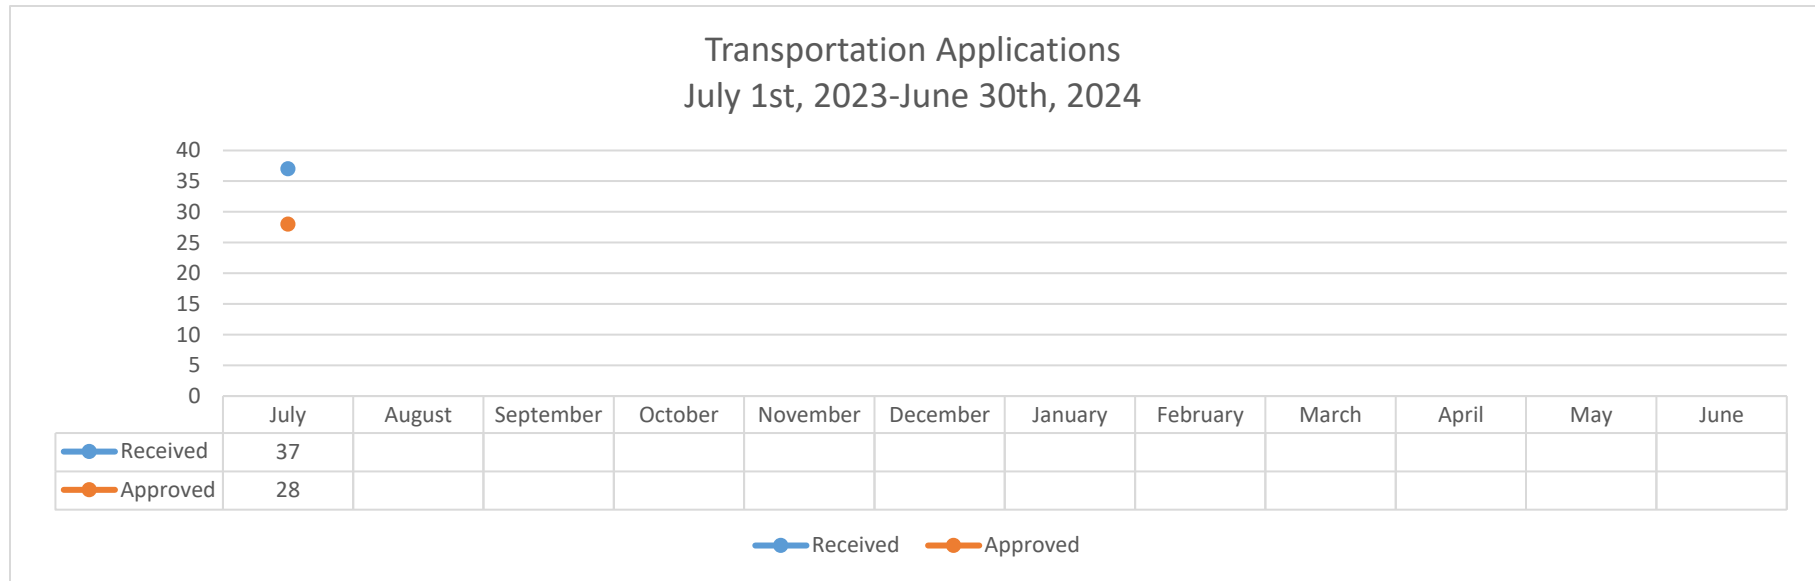 Transportation Applications
July 1st, 2023-June 30th, 2024
40
35
30
25
20
15
10
5
0
July August September October November December January February March April May June
Received 37
Approved 28
Received Approved